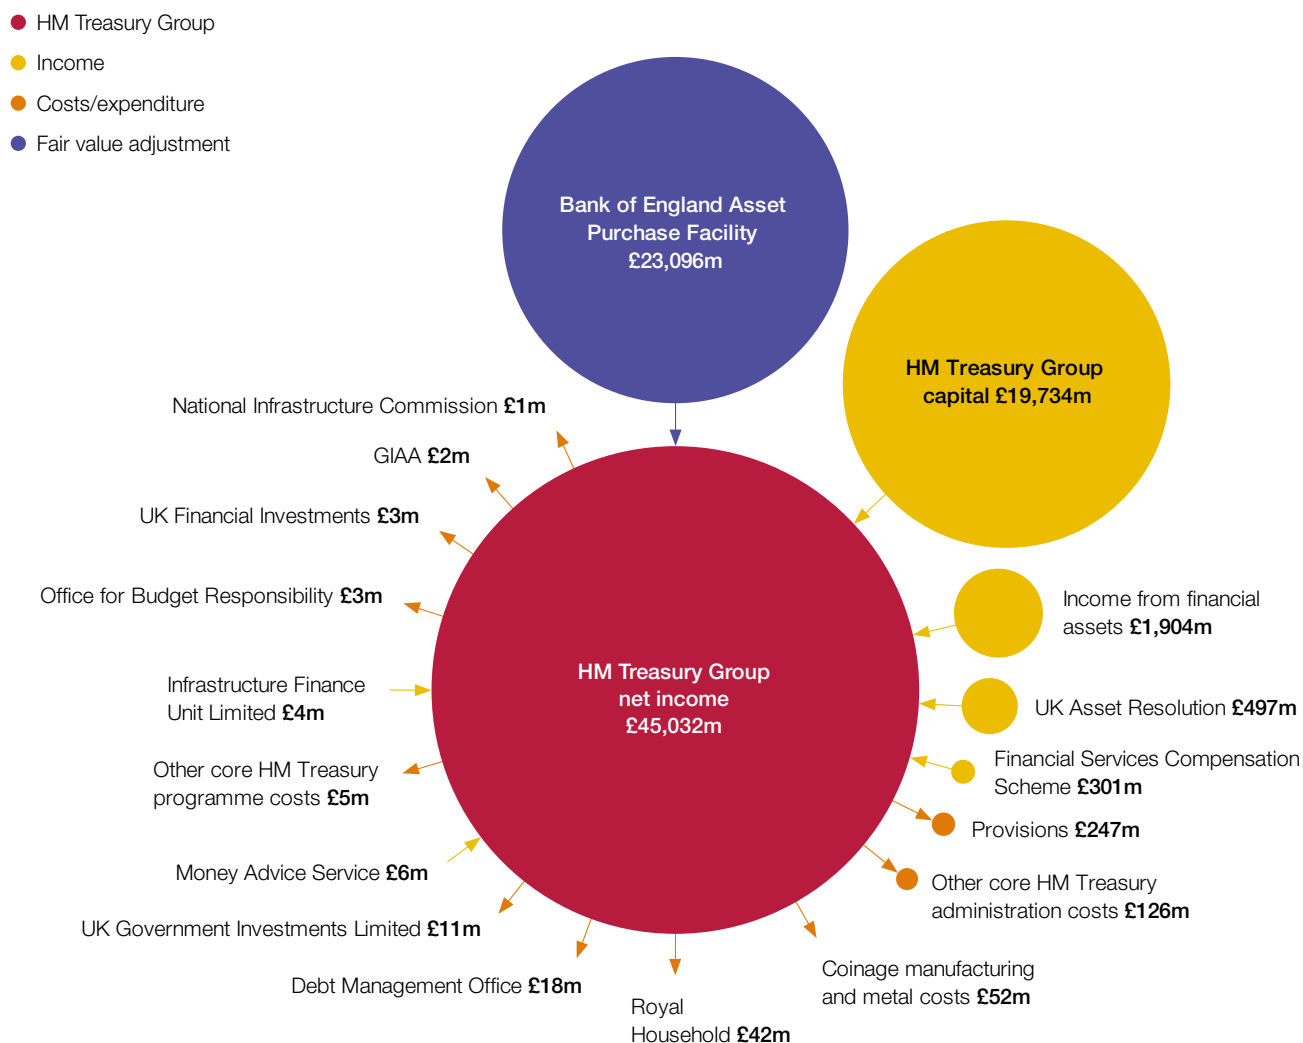 HM Treasury Group
Income
Costs/expenditure
Fair value adjustment
Bank of England Asset
Purchase Facility
£23,096m
HM Treasury Group
capital £19,734m
National Infrastructure Commission £1m
GIAA £2m
UK Financial Investments £3m
Office for Budget Responsibility £3m
Infrastructure Finance
Unit Limited £4m
Other core HM Treasury
programme costs £5m
Money Advice Service £6m
UK Government Investments Limited £11m
Debt Management Office £18m
Royal
Household £42m
HM Treasury Group
net income
£45,032m
Income from financial
assets £1,904m
UK Asset Resolution £497m
Financial Services Compensation
Scheme £301m
Provisions £247m
Other core HM Treasury
administration costs £126m
Coinage manufacturing
and metal costs £52m